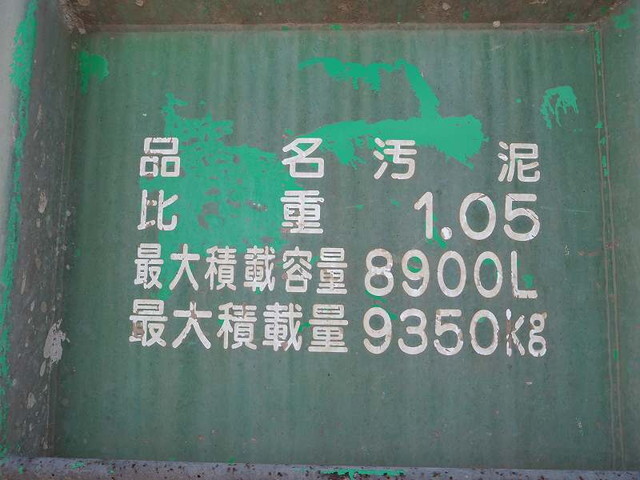 品名 汚泥
比重 1.05
最大積載容量 8900L
最大積載量 9350kg